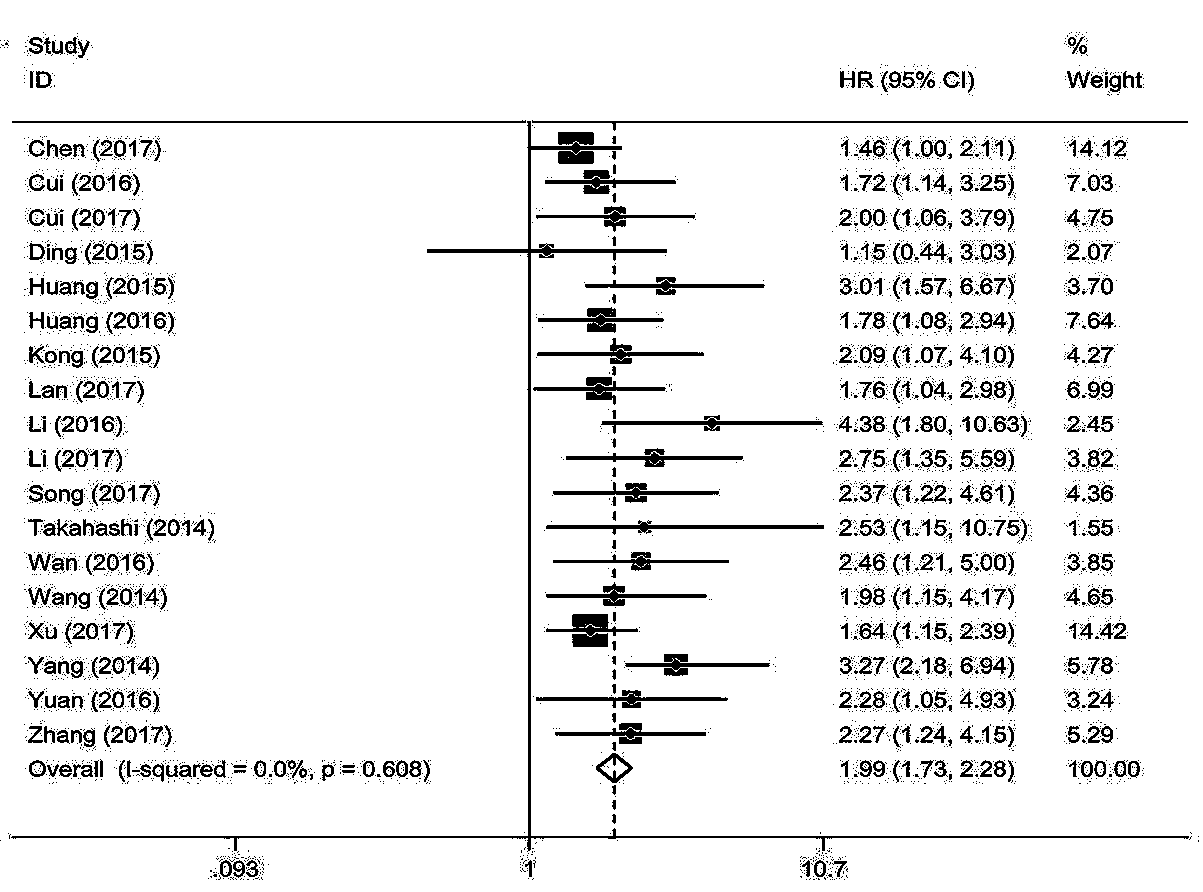 Study %
ID HR (95% CI) Weight
Chen (2017) 1.46 (1.00, 2.11) 14.12
Cui (2016) 1.72 (1.14, 3.25) 7.03
Cui (2017) 2.00 (1.06, 3.79) 4.75
Ding (2015) 1.15 (0.44, 3.03) 2.07
Huang (2015) 3.01 (1.57, 6.67) 3.70
Huang (2016) 1.78 (1.08, 2.94) 7.64
Kong (2015) 2.09 (1.07, 4.10) 4.27
Lan (2017) 1.76 (1.04, 2.98) 6.99
Li (2016) 4.38 (1.80, 10.63) 2.45
Li (2017) 2.75 (1.35, 5.59) 3.82
Song (2017) 2.37 (1.22, 4.61) 4.36
Takahashi (2014) 2.53 (1.15, 10.75) 1.55
Wan (2016) 2.46 (1.21, 5.00) 3.85
Wang (2014) 1.98 (1.15, 4.17) 4.65
Xu (2017) 1.64 (1.15, 2.39) 14.42
Yang (2014) 3.27 (2.18, 6.94) 5.78
Yuan (2016) 2.28 (1.05, 4.93) 3.24
Zhang (2017) 2.27 (1.24, 4.15) 5.29
Overall (I-squared = 0.0%, p = 0.608) 1.99 (1.73, 2.28) 100.00
.093 1 10.7